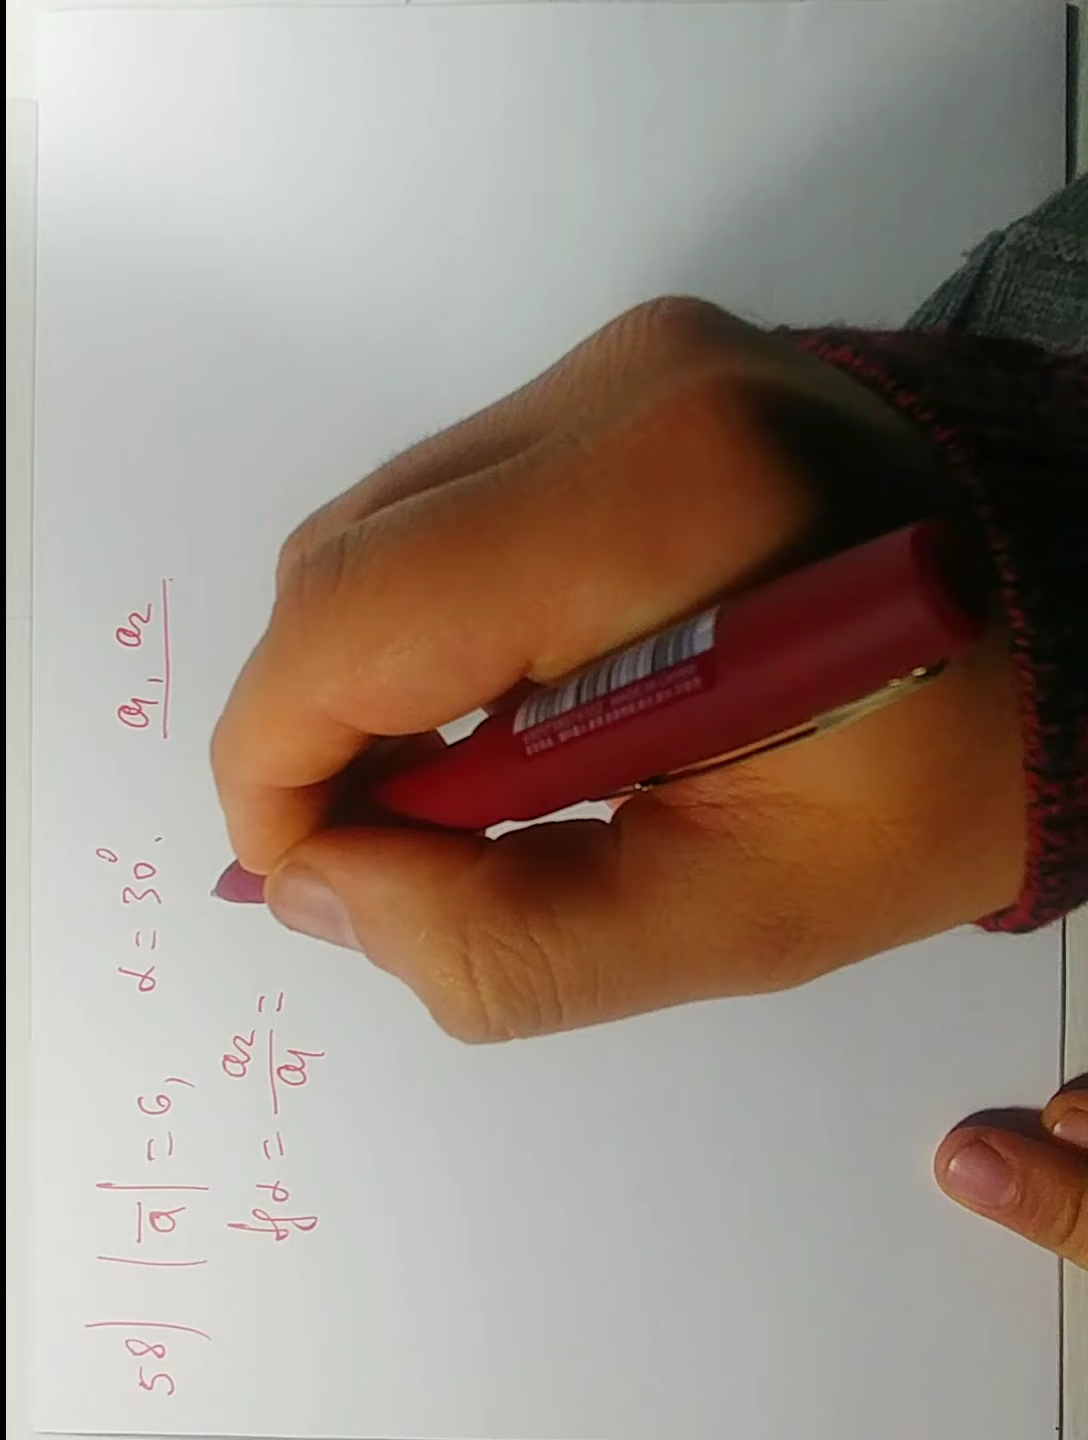 58) |a̅| = 6, α = 30°. a₁, a₂
tgα = a₂/a₁ =